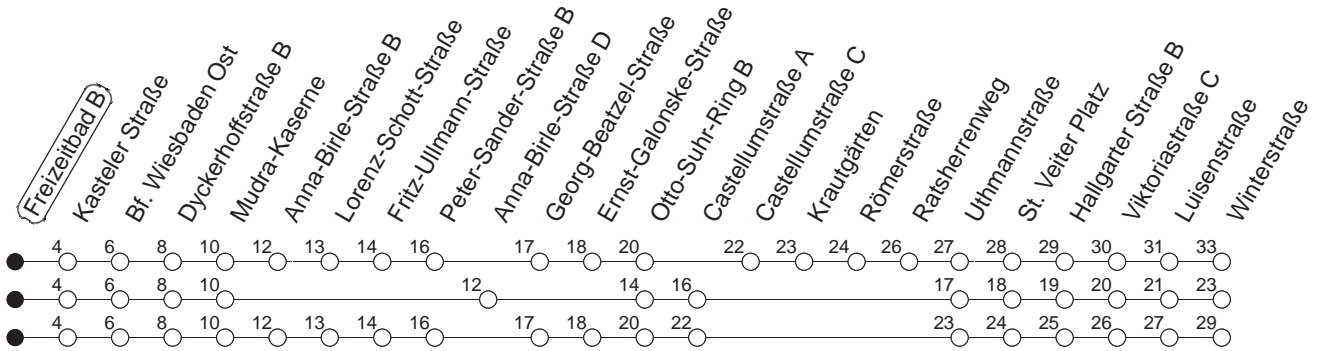 Freizeitbad B
Kasteler Straße
Bf. Wiesbaden Ost
Dyckerhoffstraße B
Mudra-Kaserne
Anna-Birle-Straße B
Lorenz-Schott-Straße
Fritz-Ullmann-Straße
Peter-Sander-Straße B
Anna-Birle-Straße D
Georg-Beatzel-Straße
Ernst-Galonske-Straße
Otto-Suhr-Ring B
Castellumstraße A
Castellumstraße C
Krautgärten
Römerstraße
Ratsherrenweg
Uthmannstraße
St. Veiter Platz
Hallgarter Straße B
Viktoriastraße C
Luisenstraße
Winterstraße
4 6 8 10 12 13 14 16 17 18 20 22 23 24 26 27 28 29 30 31 33
4 6 8 10 12 14 16 17 18 19 20 21 23
4 6 8 10 12 13 14 16 17 18 20 22 23 24 25 26 27 29